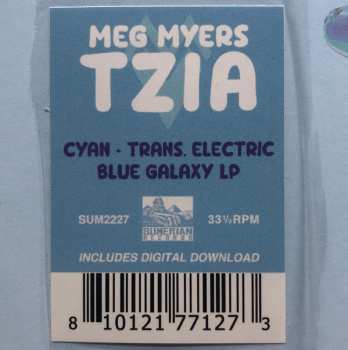 MEG MYERS
TZIA
CYAN - TRANS. ELECTRIC
BLUE GALAXY LP
SUM2227 33⅓RPM
SUMERIAN
RECORDS
INCLUDES DIGITAL DOWNLOAD
8 10121 77127 3